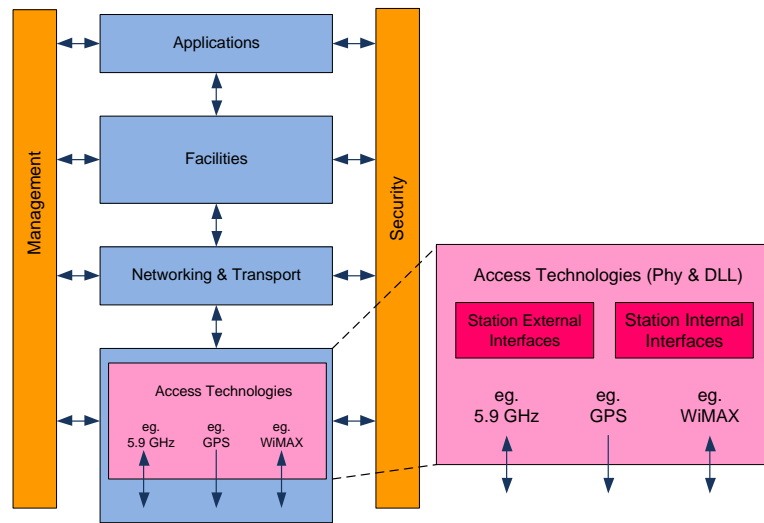 Applications
Facilities
Networking & Transport
Management
Security
Access Technologies
eg.
5.9 GHz
eg.
GPS
eg.
WiMAX
Access Technologies (Phy & DLL)
Station External
Interfaces
Station Internal
Interfaces
eg.
5.9 GHz
eg.
GPS
eg.
WiMAX